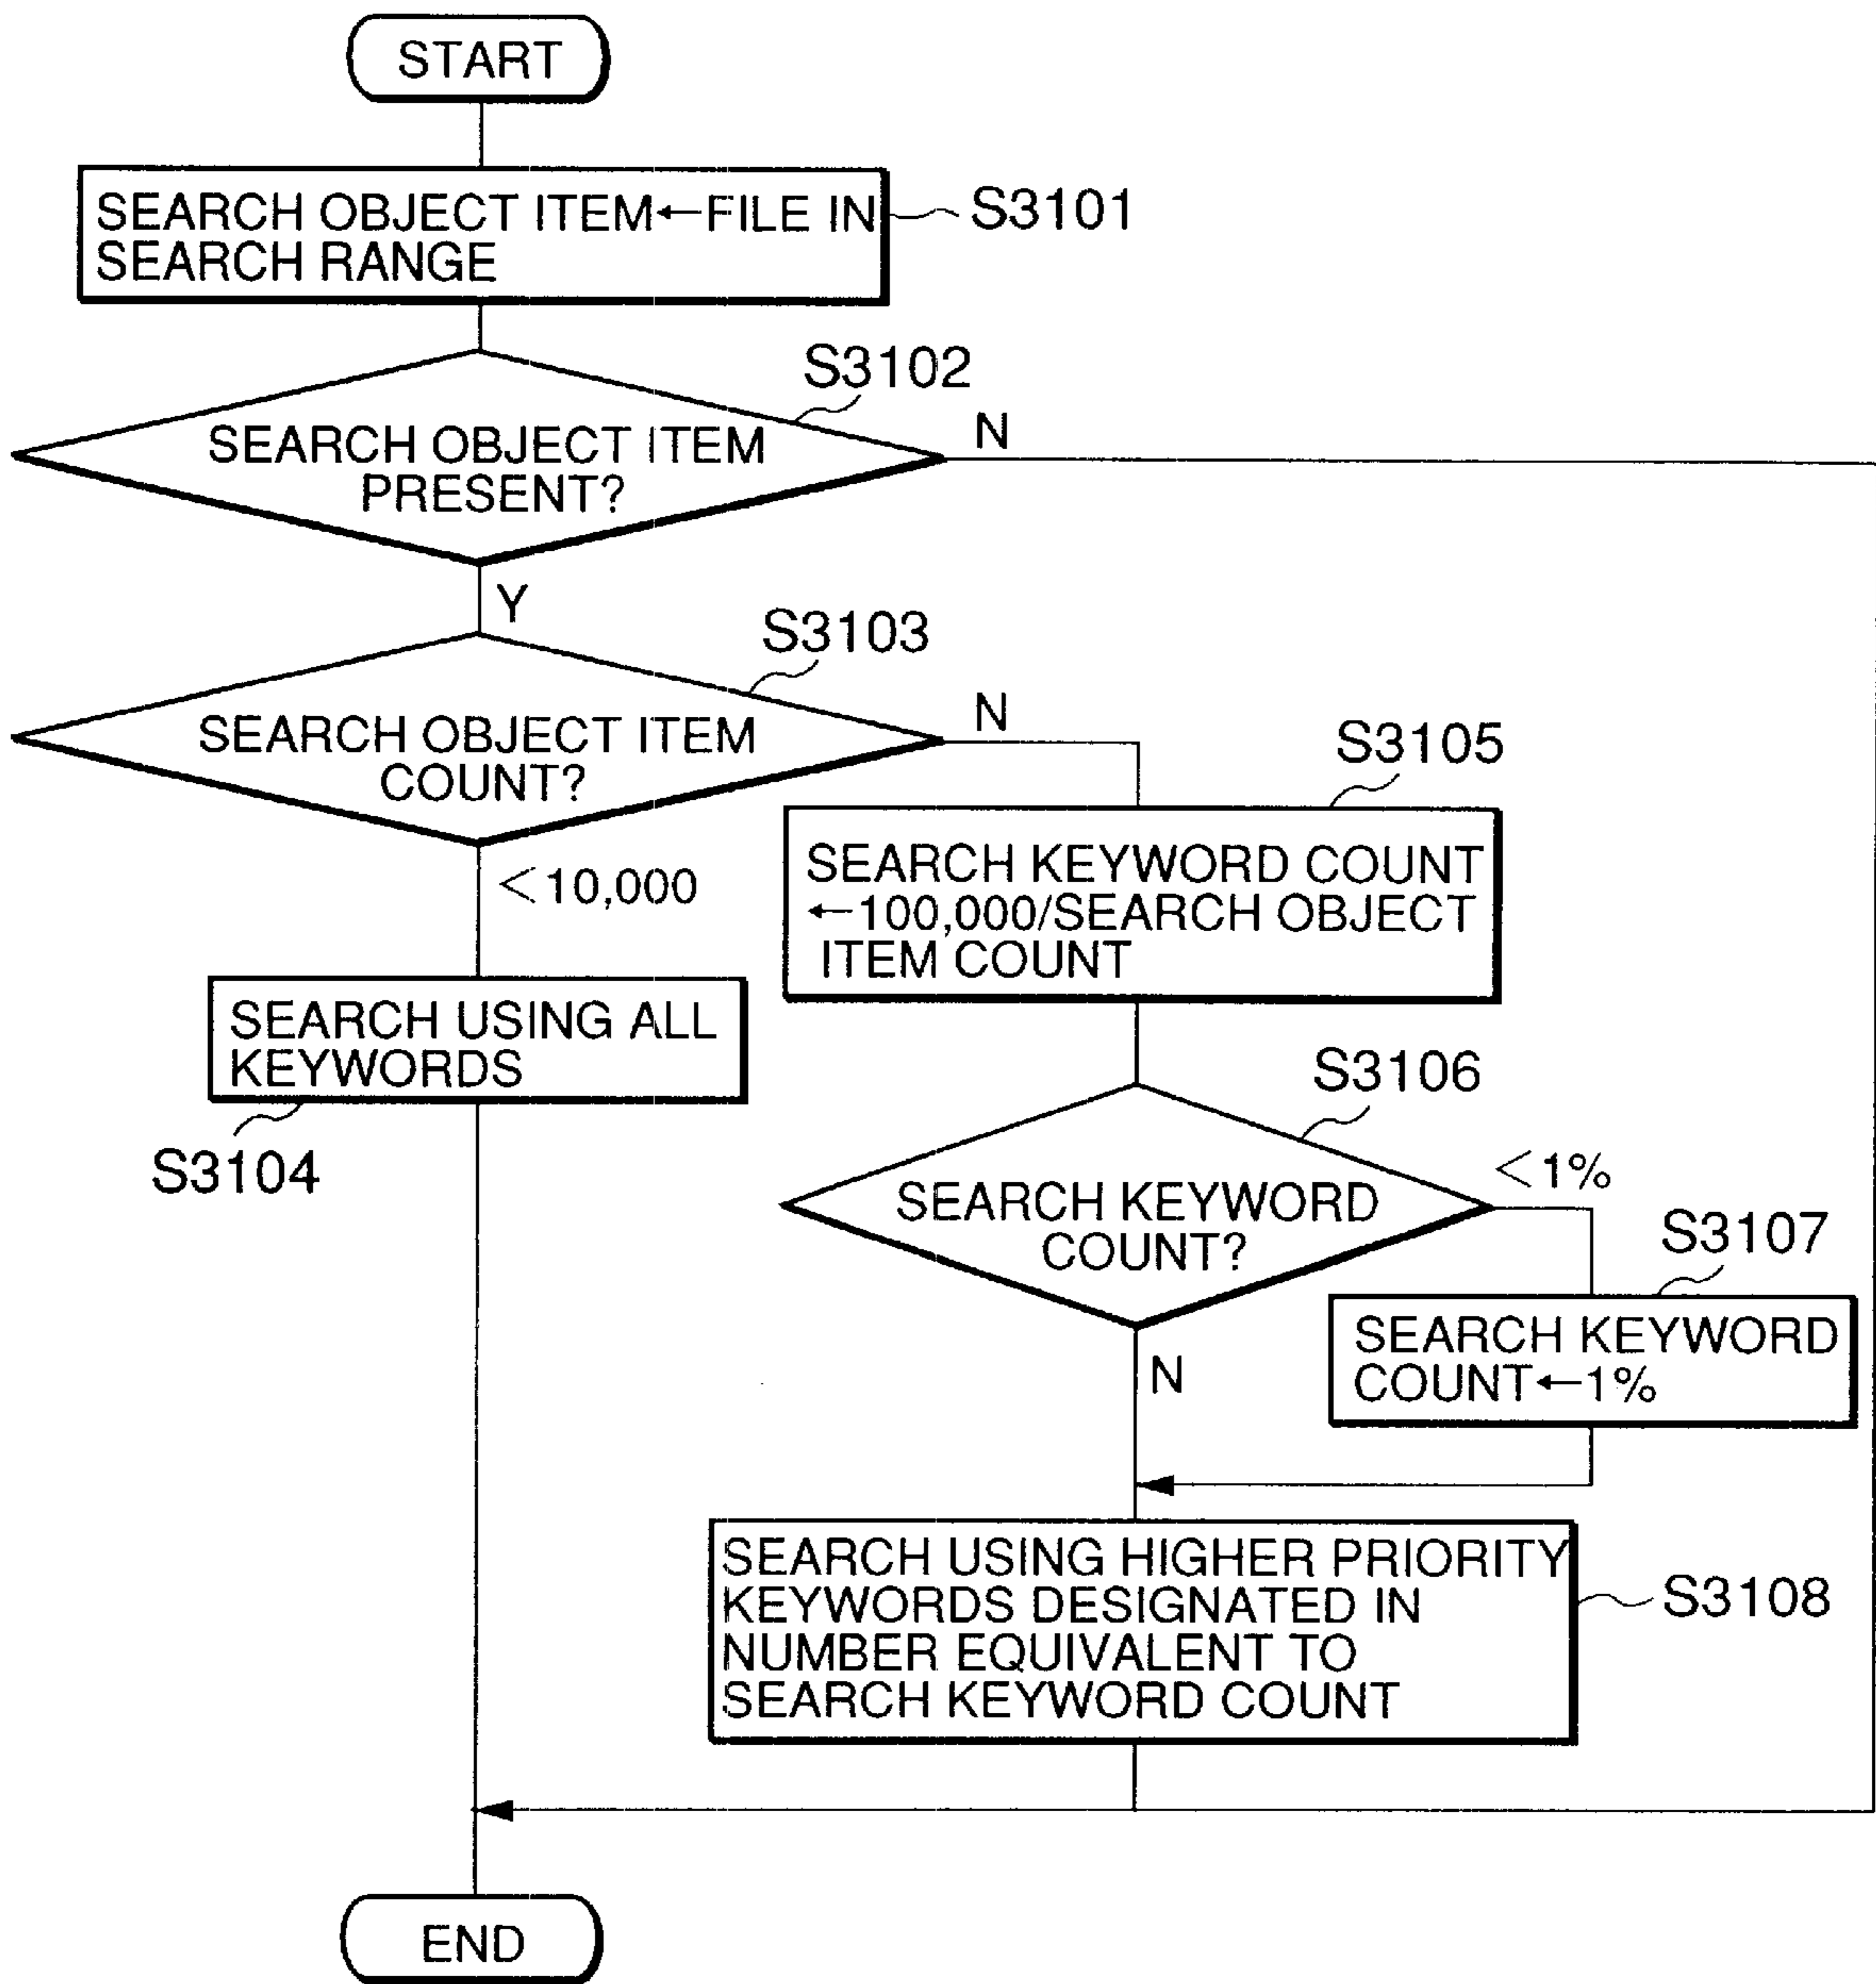 START
SEARCH OBJECT ITEM←FILE IN
SEARCH RANGE
S3101
S3102
SEARCH OBJECT ITEM
PRESENT?
N
Y
S3103
SEARCH OBJECT ITEM
COUNT?
N
<10,000
S3105
SEARCH KEYWORD COUNT
←100,000/SEARCH OBJECT
ITEM COUNT
SEARCH USING ALL
KEYWORDS
S3104
S3106
SEARCH KEYWORD
COUNT?
<1%
N
S3107
SEARCH KEYWORD
COUNT←1%
SEARCH USING HIGHER PRIORITY
KEYWORDS DESIGNATED IN
NUMBER EQUIVALENT TO
SEARCH KEYWORD COUNT
S3108
END